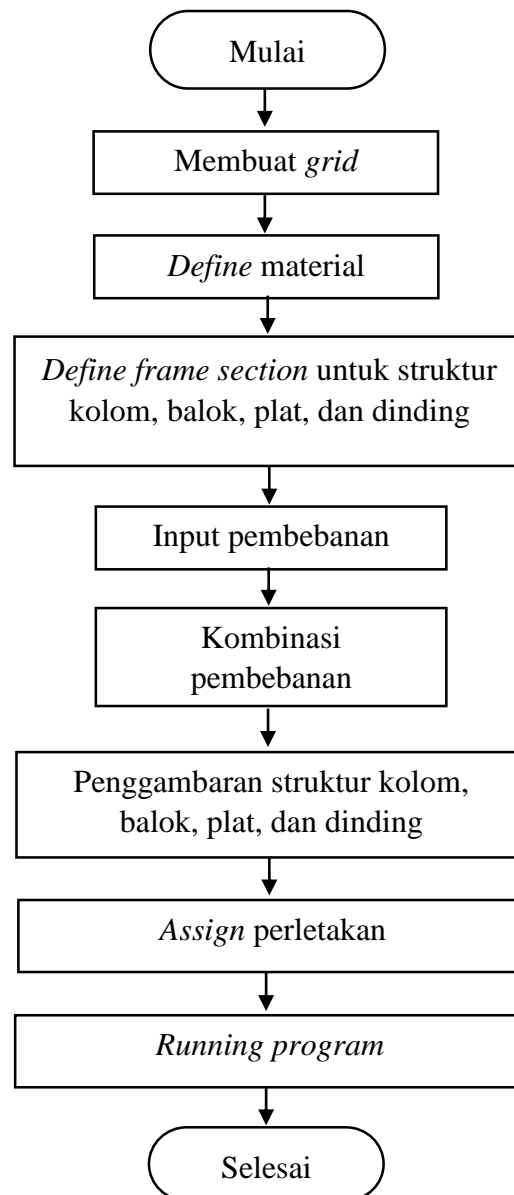 Mulai
Membuat grid
Define material
Define frame section untuk struktur
kolom, balok, plat, dan dinding
Input pembebanan
Kombinasi
pembebanan
Penggambaran struktur kolom,
balok, plat, dan dinding
Assign perletakan
Running program
Selesai